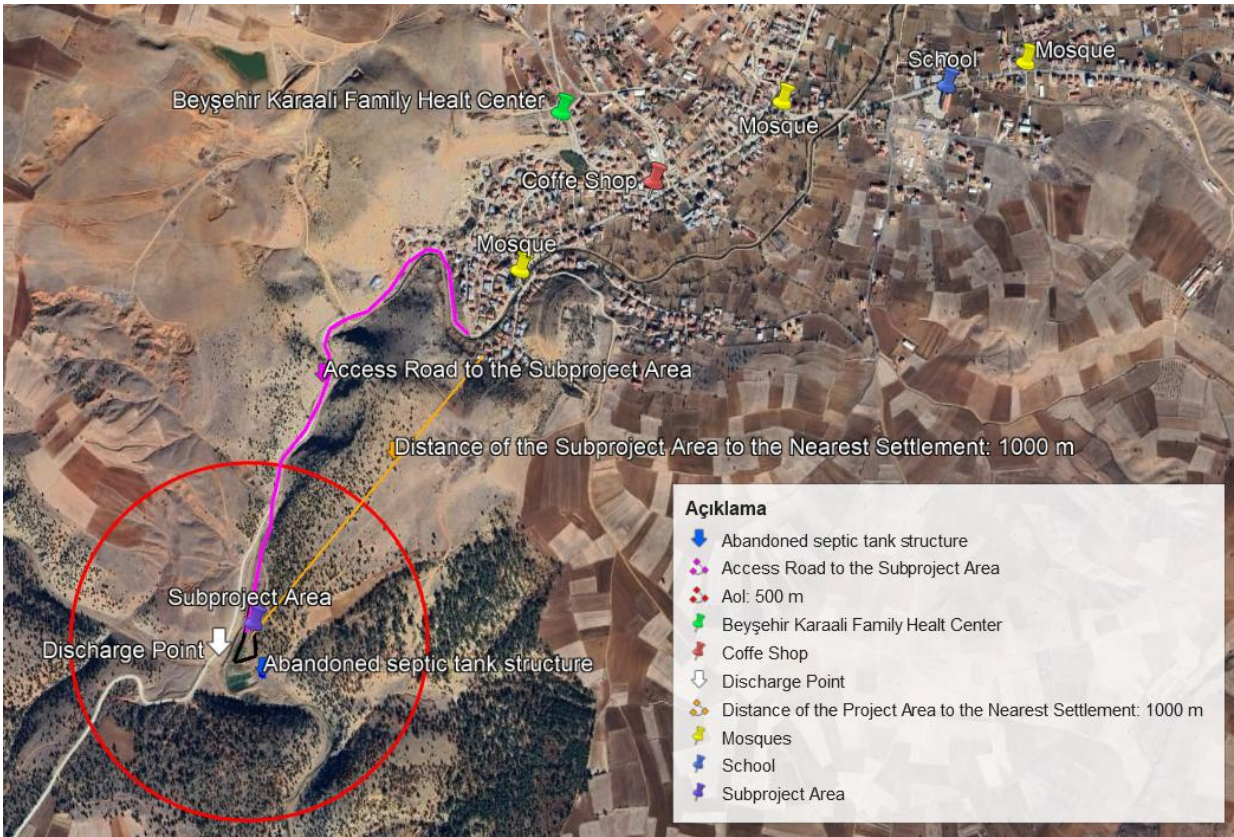 Mosque
School
Beyşehir Karaali Family Healt Center
Mosque
Coffe Shop
Mosque
Access Road to the Subproject Area
Distance of the Subproject Area to the Nearest Settlement: 1000 m
Subproject Area
Discharge Point
Abandoned septic tank structure
Açıklama
Abandoned septic tank structure
Access Road to the Subproject Area
AoI: 500 m
Beyşehir Karaali Family Healt Center
Coffe Shop
Discharge Point
Distance of the Project Area to the Nearest Settlement: 1000 m
Mosques
School
Subproject Area